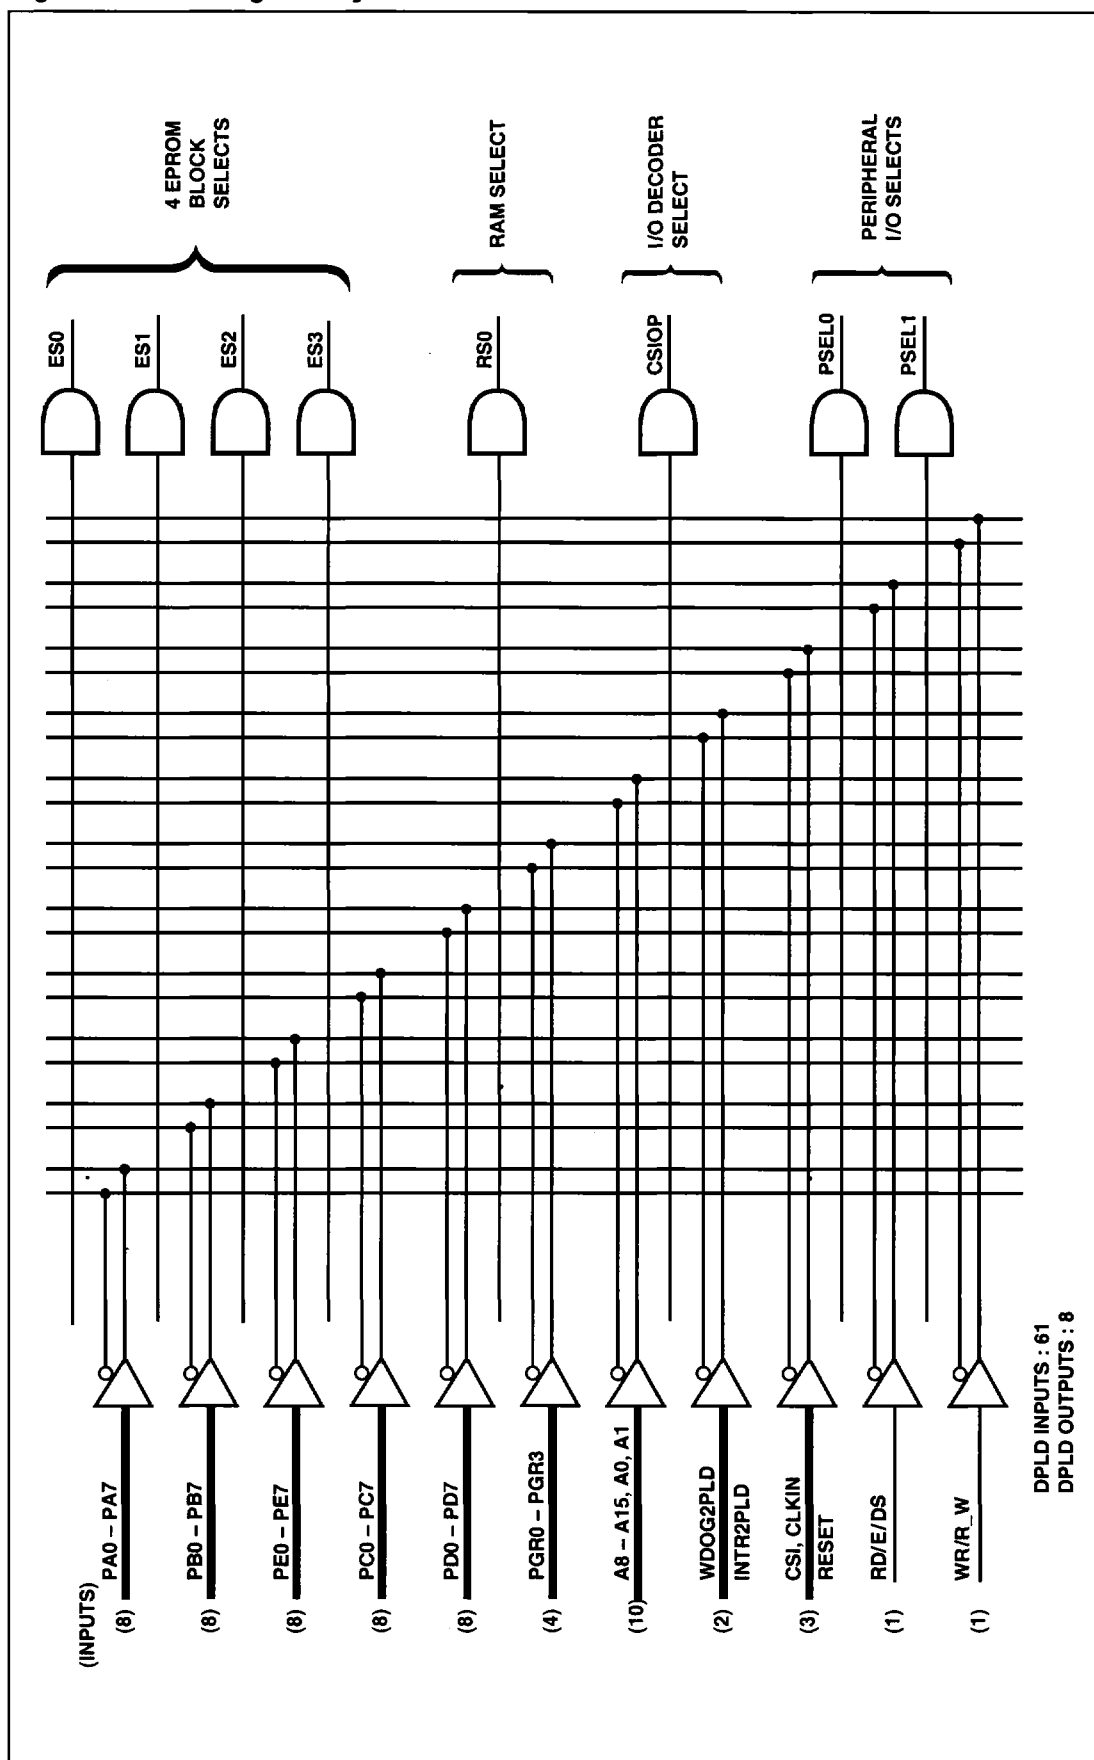 (INPUTS)
(8)
PA0 – PA7
(8)
PB0 – PB7
(8)
PE0 – PE7
(8)
PC0 – PC7
(8)
PD0 – PD7
(4)
PGR0 – PGR3
(10)
A8 – A15, A0, A1
(2)
WDOG2PLD
INTR2PLD
(3)
CSI, CLKIN
RESET
(1)
RD/E/DS
(1)
WR/R_W
ES0
ES1
ES2
ES3
4 EPROM
BLOCK
SELECTS
RS0
RAM SELECT
CSIOP
I/O DECODER
SELECT
PSEL0
PSEL1
PERIPHERAL
I/O SELECTS
DPLD INPUTS : 61
DPLD OUTPUTS : 8